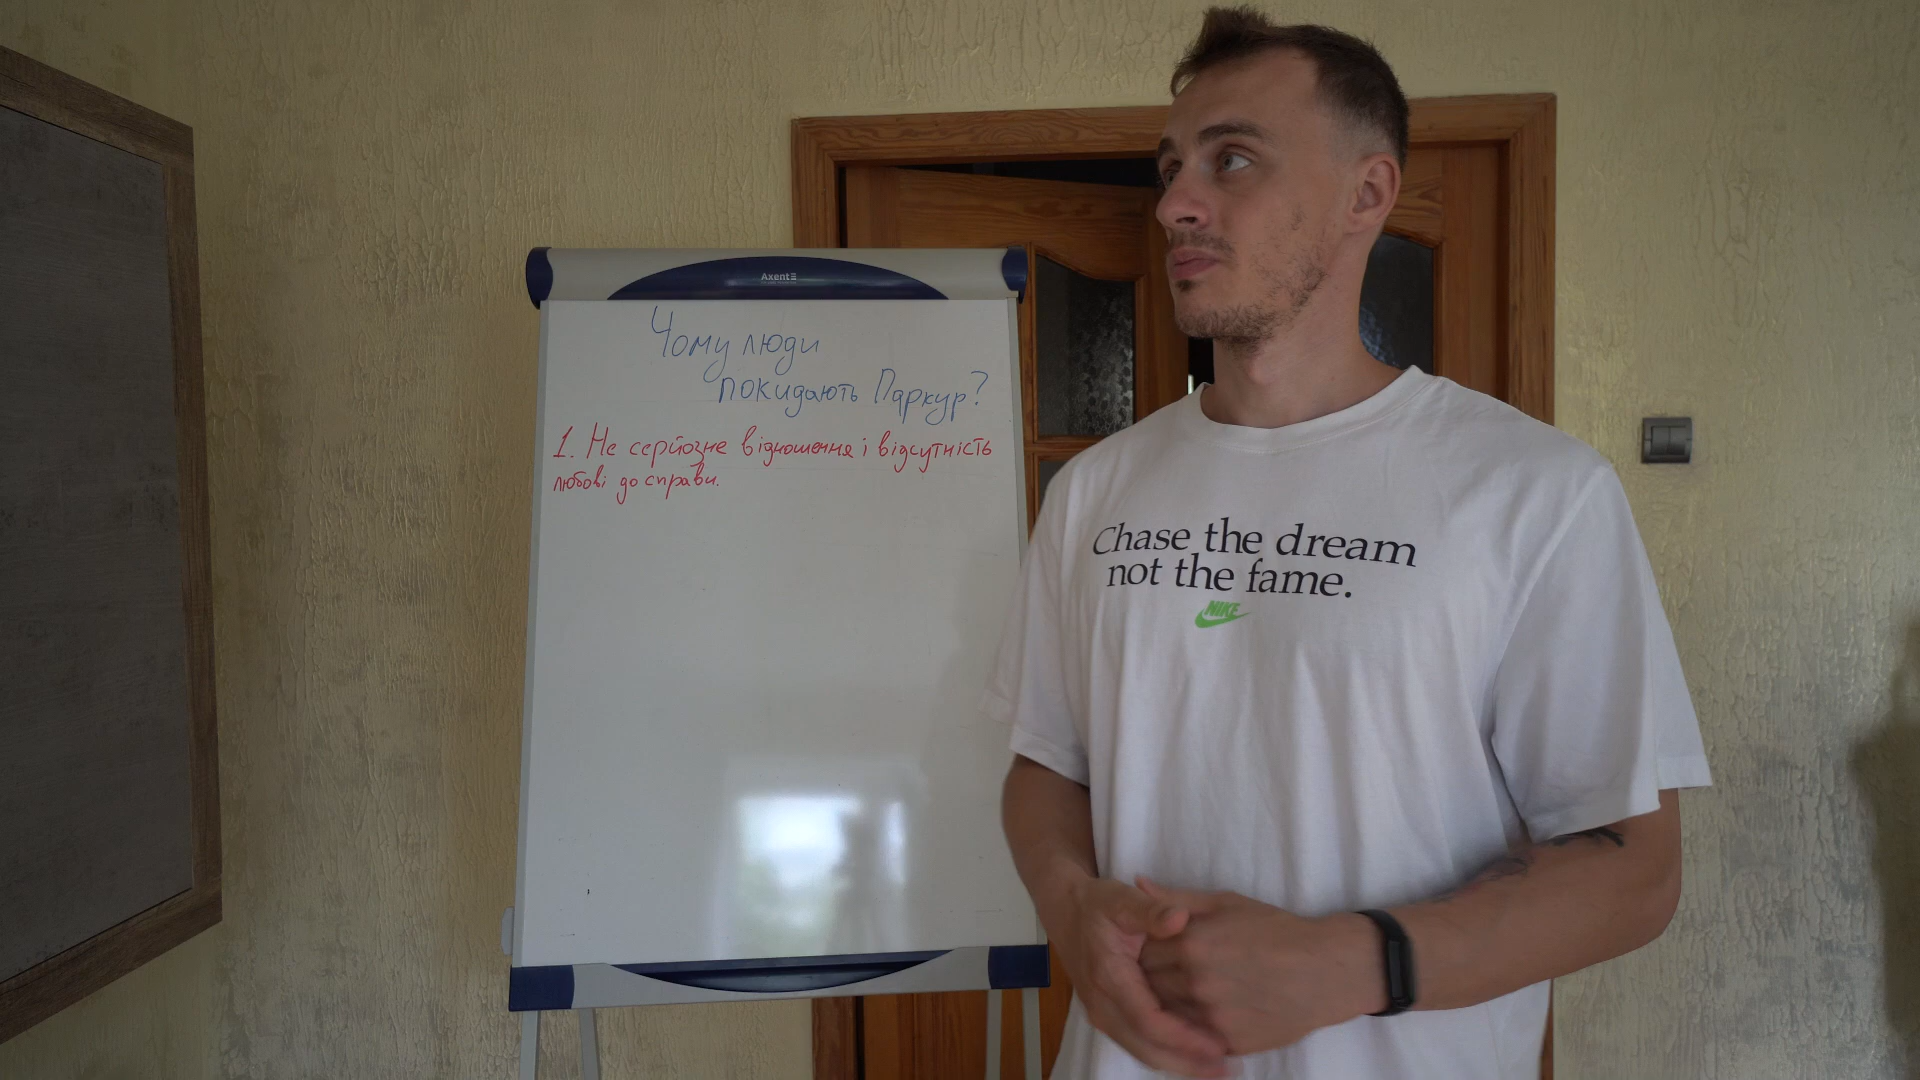 Axent
Чому люди
покидають Паркур?
1. Не серйозне відношення і відсутність
любові до справи.
Chase the dream
not the fame.
NIKE